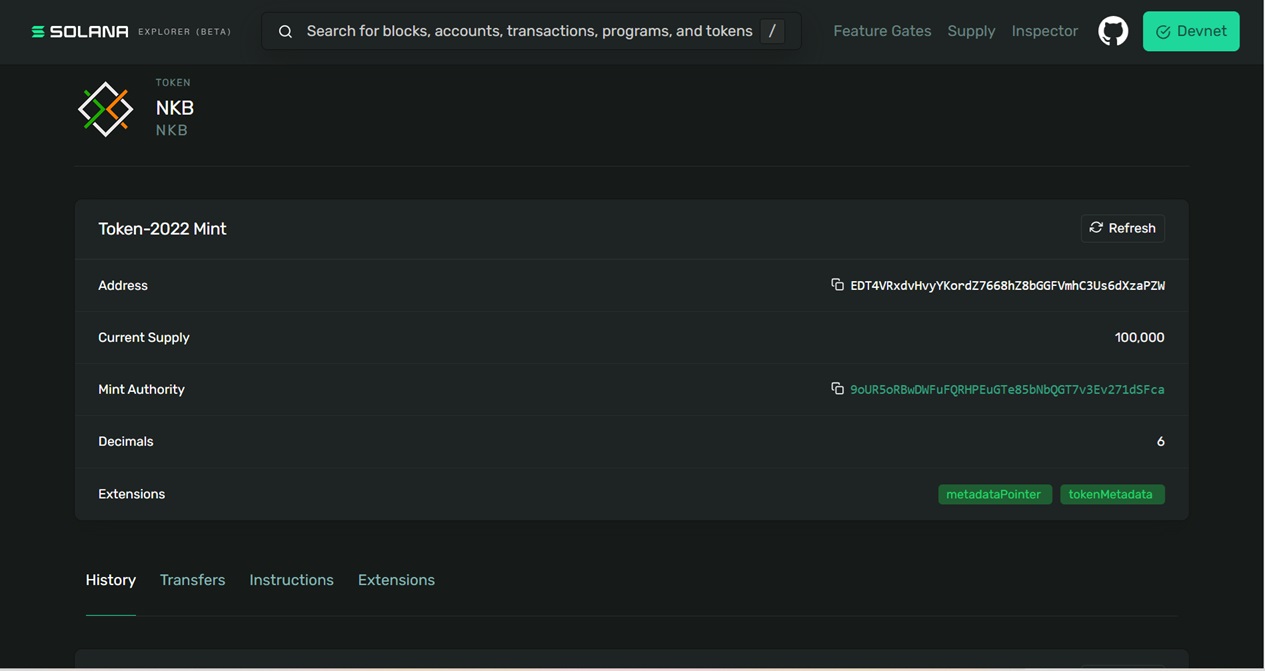 SOLANA EXPLORER (BETA) Search for blocks, accounts, transactions, programs, and tokens / Feature Gates Supply Inspector Devnet
TOKEN
NKB
NKB
Token-2022 Mint Refresh
Address EDT4VRxdvHvyYKordZ7668hZ8bGGFVmhC3Us6dXzaPZW
Current Supply 100,000
Mint Authority 9oUR5oRBwDWFuFQRHPEuGTe85bNbQGT7v3Ev271dSFca
Decimals 6
Extensions metadataPointer tokenMetadata
History Transfers Instructions Extensions